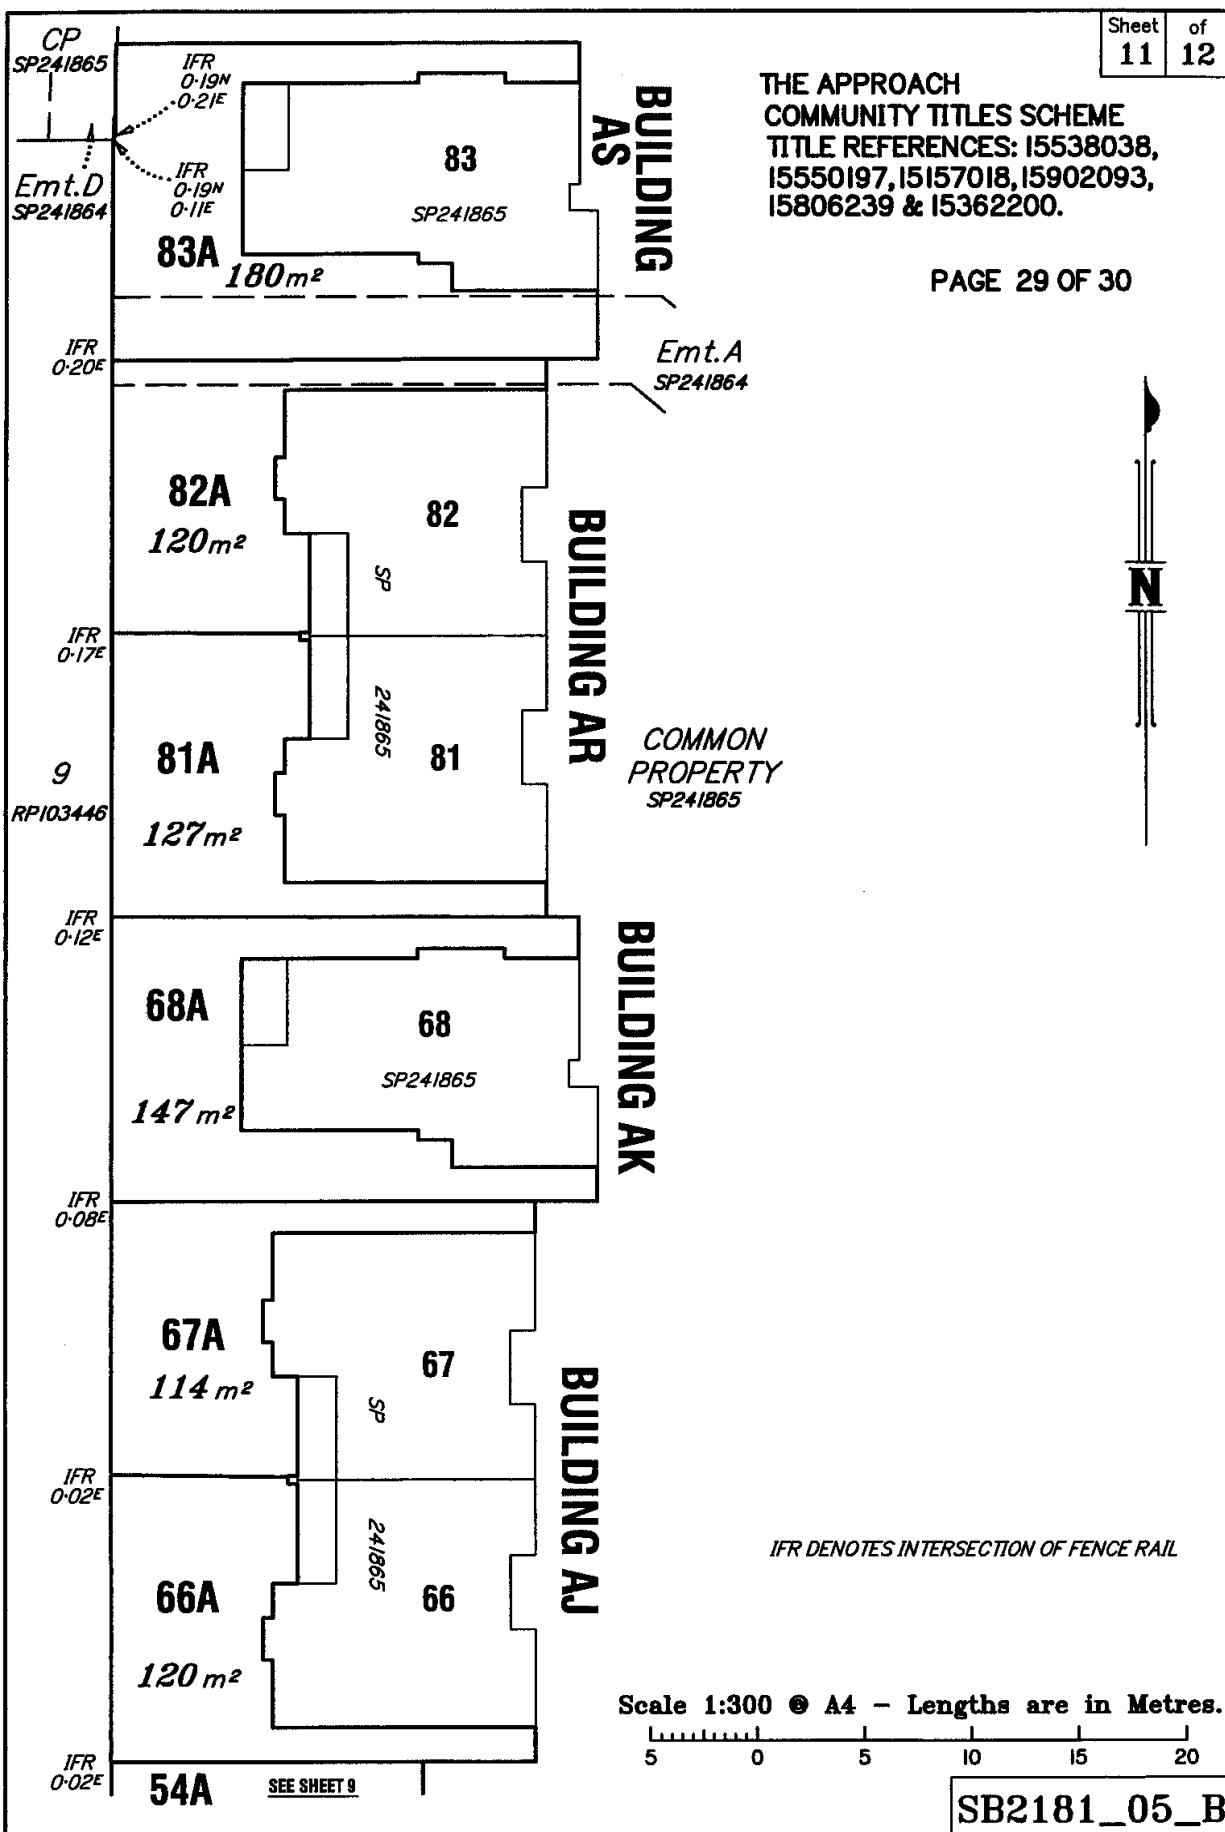 Sheet of
11 12
THE APPROACH
COMMUNITY TITLES SCHEME
TITLE REFERENCES: 15538038,
15550197, 15157018, 15902093,
15806239 & 15362200.
PAGE 29 OF 30
CP
SP241865
IFR
0·19N
0·21E
Emt.D
SP241864
IFR
0·19N
0·11E
83
SP241865
83A
180m²
BUILDING
AS
IFR
0·20E
Emt.A
SP241864
82A
120m²
82
SP
241865
BUILDING AR
IFR
0·17E
81A
127m²
81
9
RP103446
COMMON
PROPERTY
SP241865
N
IFR
0·12E
68A
147m²
68
SP241865
BUILDING AK
IFR
0·08E
67A
114m²
67
SP
241865
BUILDING AJ
IFR
0·02E
66A
120m²
66
IFR DENOTES INTERSECTION OF FENCE RAIL
IFR
0·02E
54A
SEE SHEET 9
Scale 1:300 @ A4 – Lengths are in Metres.
5 0 5 10 15 20
SB2181_05_B